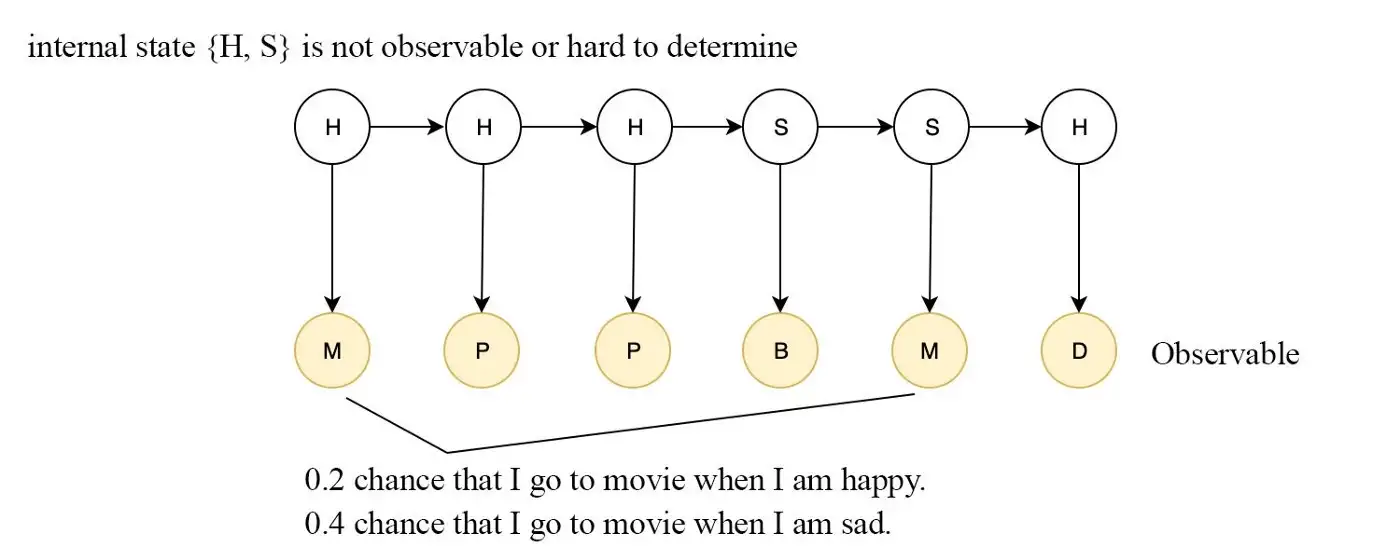 internal state {H, S} is not observable or hard to determine
H H H S S H
M P P B M D Observable
0.2 chance that I go to movie when I am happy.
0.4 chance that I go to movie when I am sad.